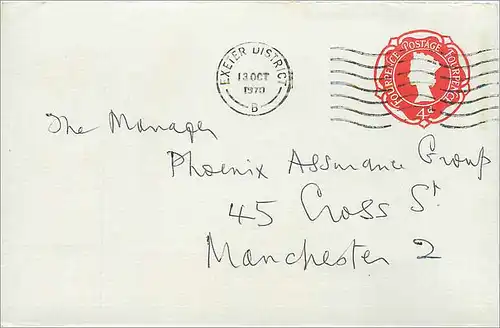 EXETER DISTRICT
13 OCT
1970
B
FOURPENCE POSTAGE FOURPENCE
4d
The Manager
Phoenix Assurance Group
45 Cross St
Manchester 2